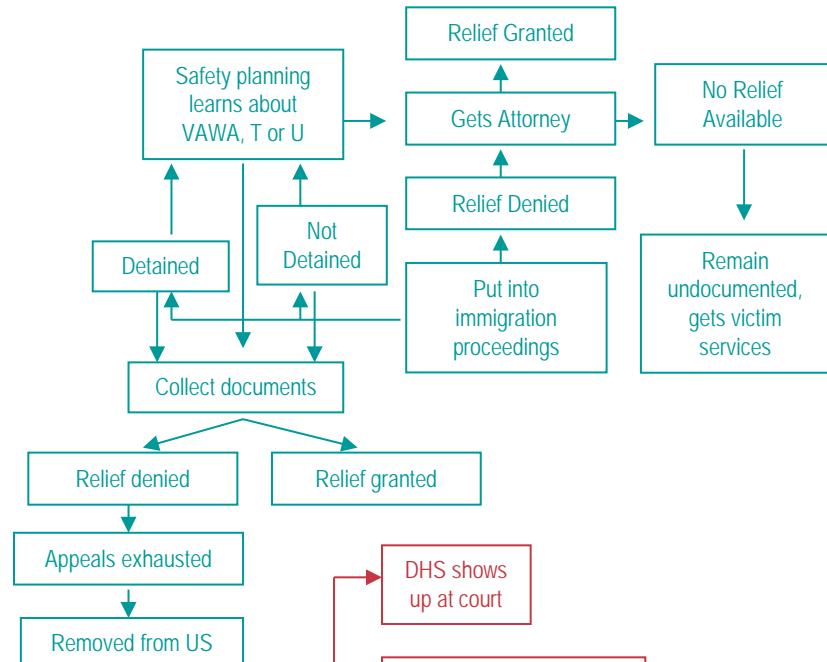 Relief Granted
Safety planning
learns about
VAWA, T or U
Gets Attorney
No Relief
Available
Relief Denied
Not
Detained
Detained
Put into
immigration
proceedings
Remain
undocumented,
gets victim
services
Collect documents
Relief denied
Relief granted
Appeals exhausted
DHS shows
up at court
Removed from US